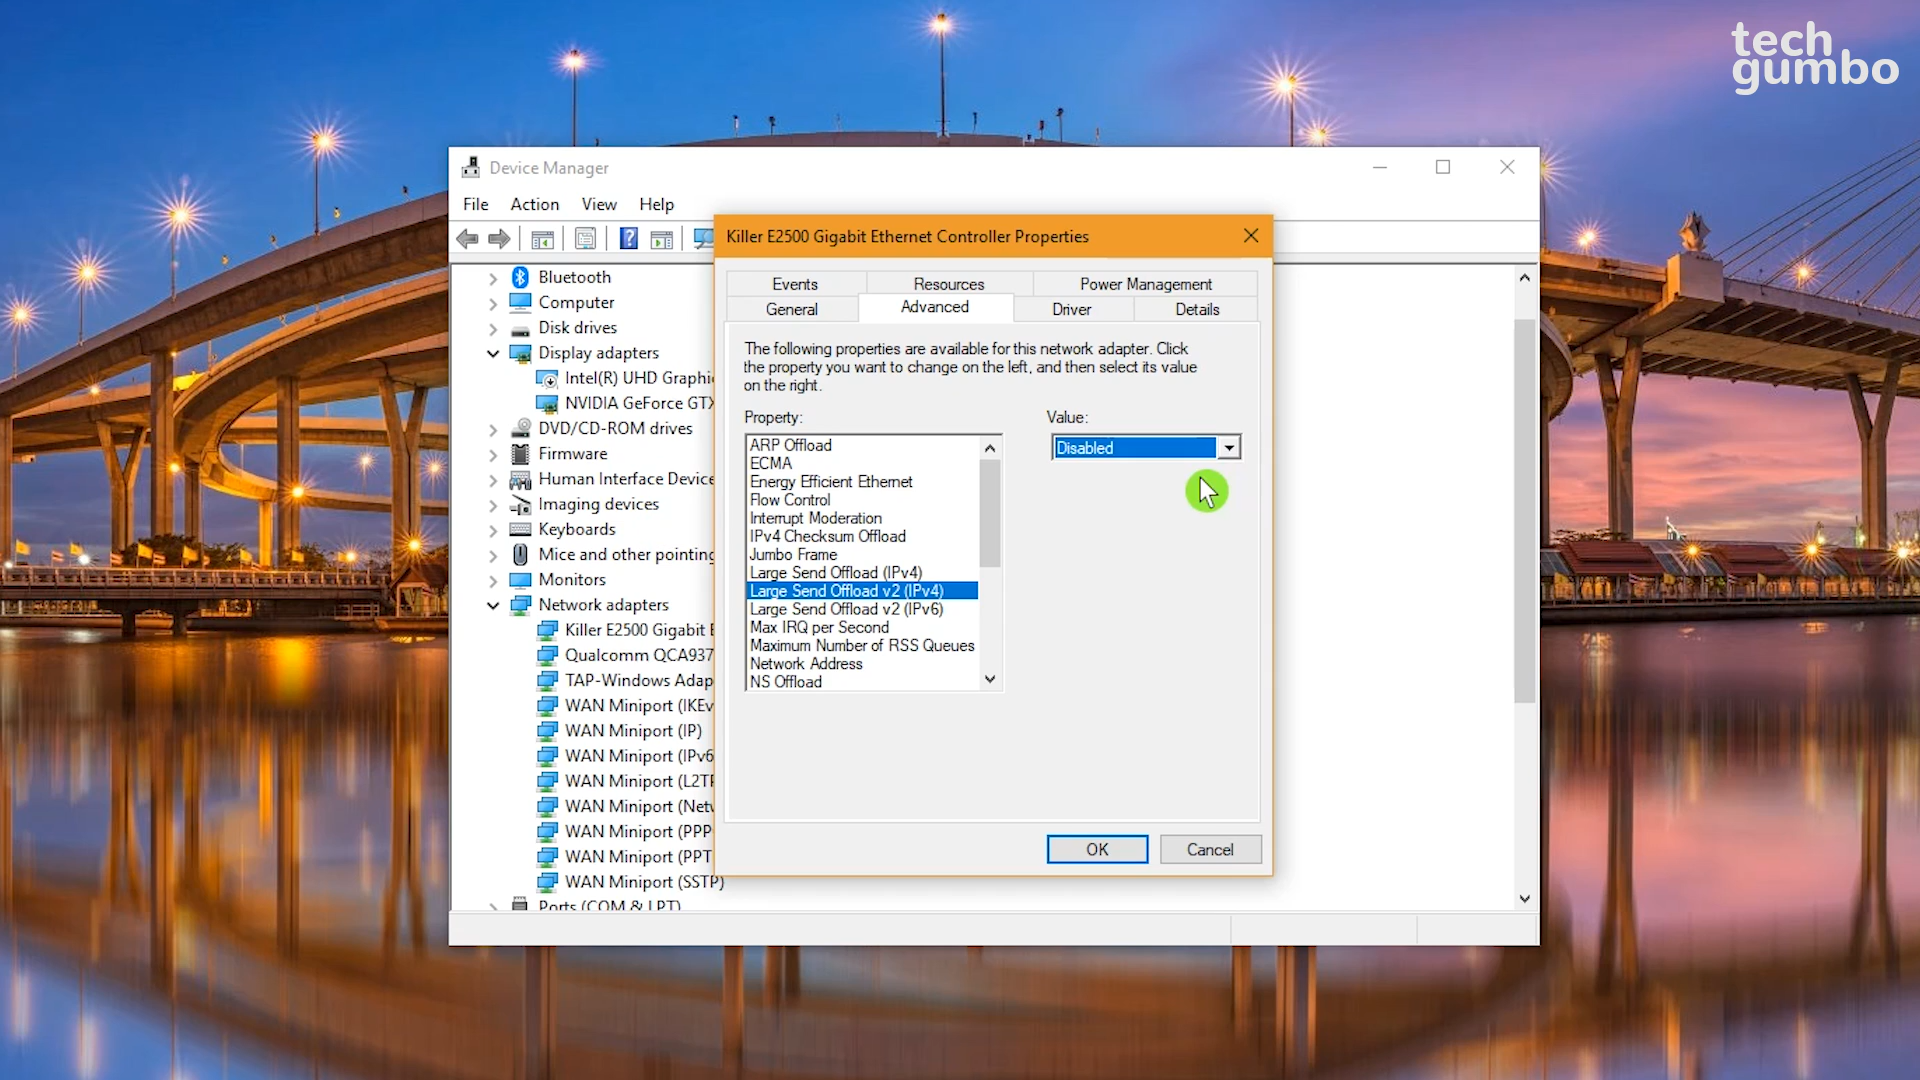 tech
gumbo
Device Manager
File Action View Help
Bluetooth
Computer
Disk drives
Display adapters
Intel(R) UHD Graphi
NVIDIA GeForce GTX
DVD/CD-ROM drives
Firmware
Human Interface Device
Imaging devices
Keyboards
Mice and other pointing
Monitors
Network adapters
Killer E2500 Gigabit E
Qualcomm QCA937
TAP-Windows Adap
WAN Miniport (IKEv
WAN Miniport (IP)
WAN Miniport (IPv6
WAN Miniport (L2TP
WAN Miniport (Netw
WAN Miniport (PPP
WAN Miniport (PPT
WAN Miniport (SSTP)
Ports (COM & LPT)
Killer E2500 Gigabit Ethernet Controller Properties
Events Resources Power Management
General Advanced Driver Details
The following properties are available for this network adapter. Click
the property you want to change on the left, and then select its value
on the right.
Property: Value:
ARP Offload
ECMA
Energy Efficient Ethernet
Flow Control
Interrupt Moderation
IPv4 Checksum Offload
Jumbo Frame
Large Send Offload (IPv4)
Large Send Offload v2 (IPv4)
Large Send Offload v2 (IPv6)
Max IRQ per Second
Maximum Number of RSS Queues
Network Address
NS Offload
Disabled
OK Cancel